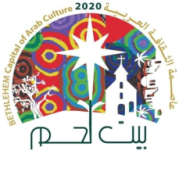 BETHLEHEM Capital of Arab Culture 2020 عاصمة الثقافة العربية
بيت لحم